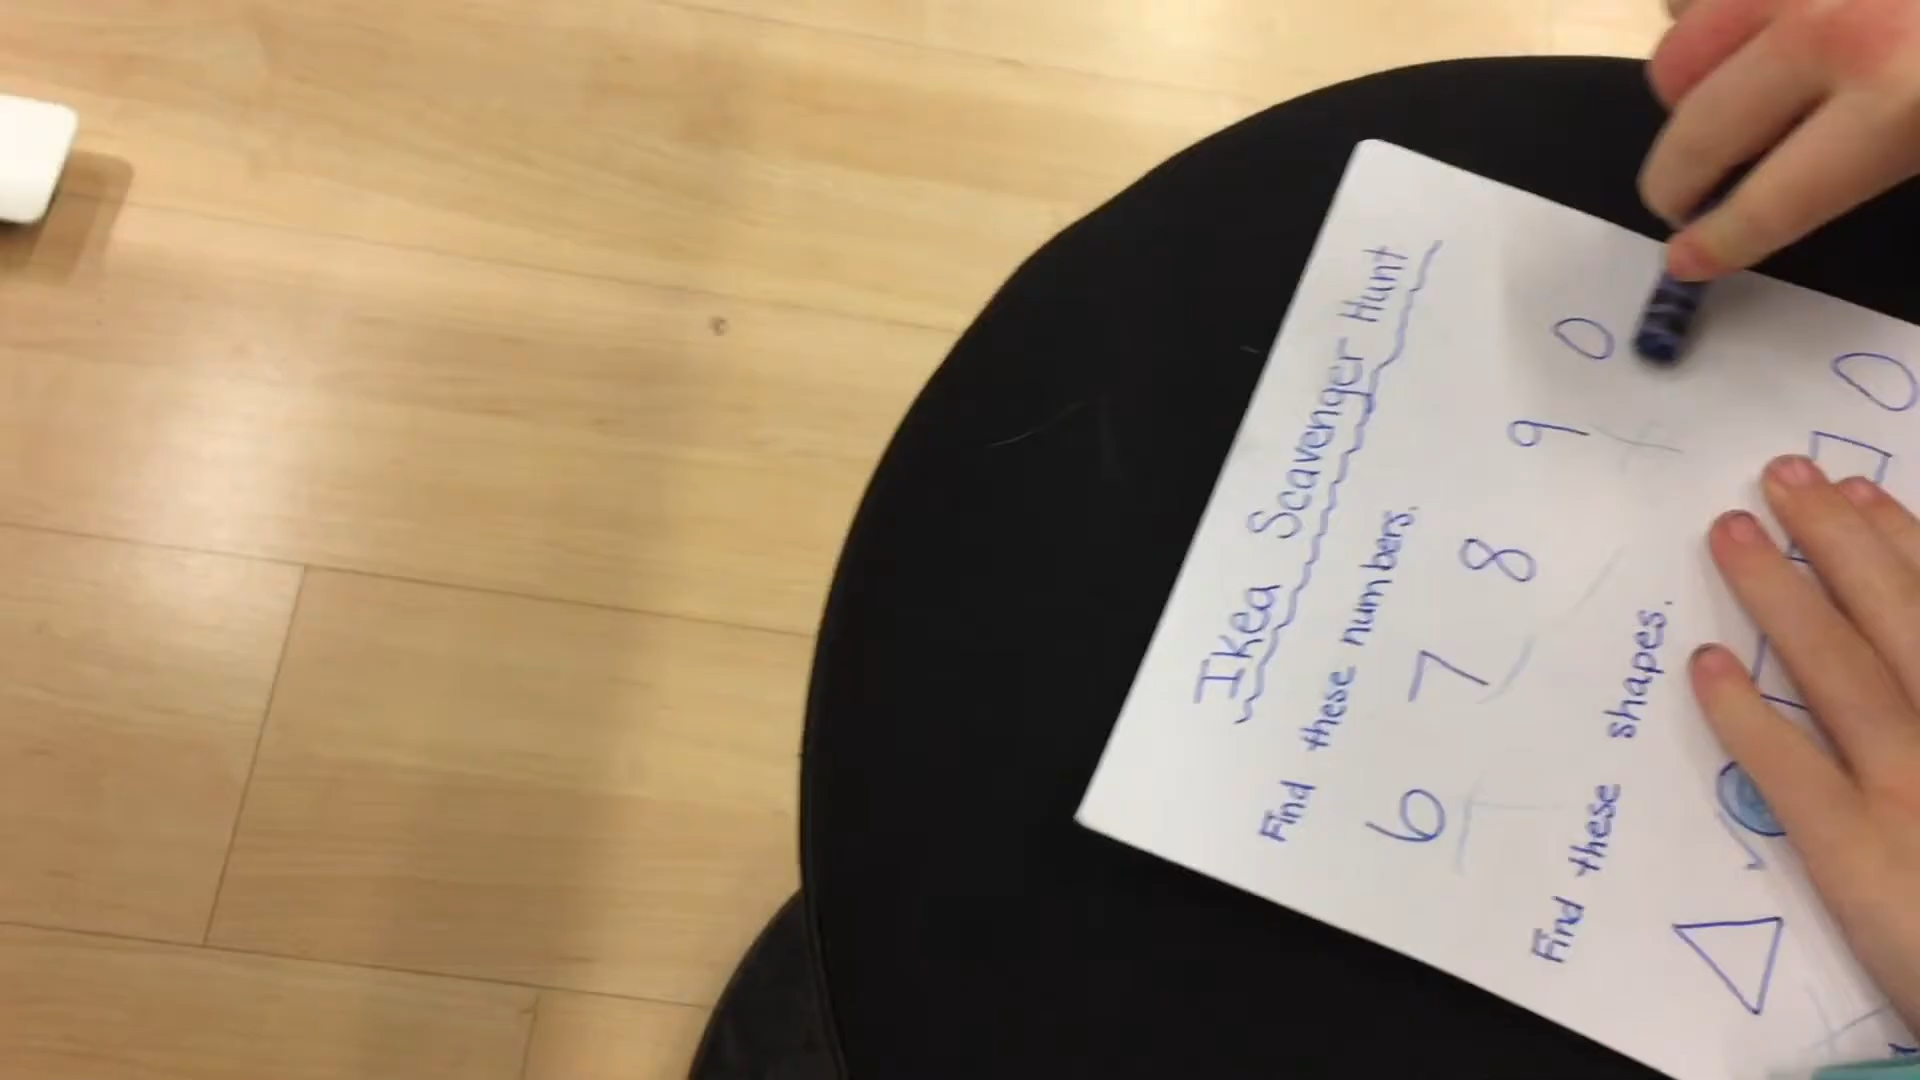 Ikea Scavenger Hunt
Find these numbers.
6 7 8 9 0
Find these shapes.